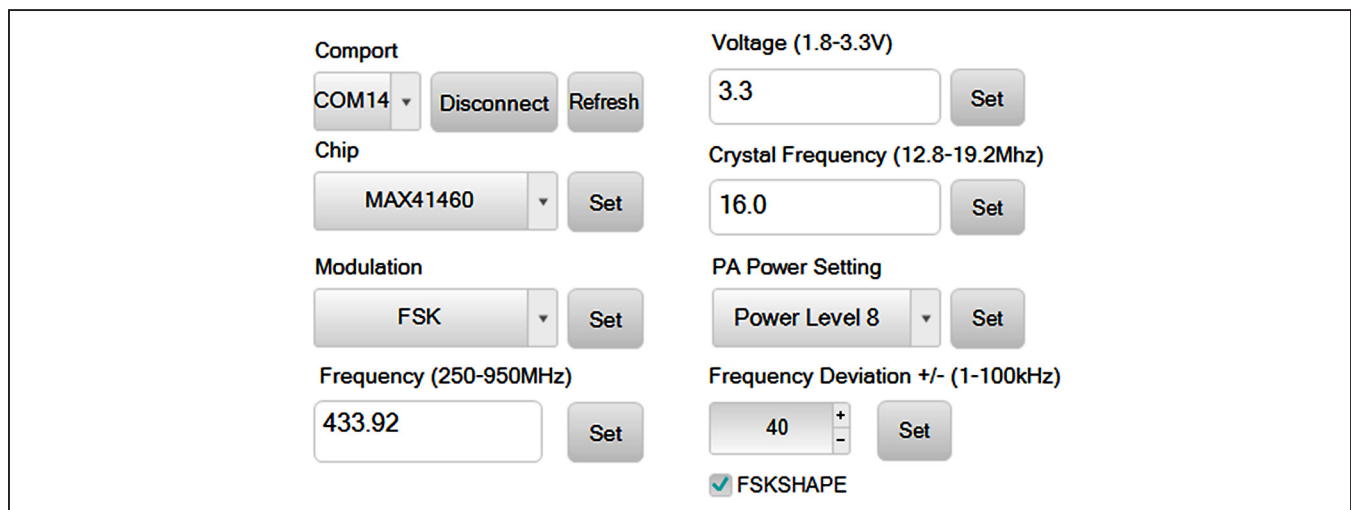 Comport
COM14 Disconnect Refresh
Chip
MAX41460 Set
Modulation
FSK Set
Frequency (250-950MHz)
433.92 Set
Voltage (1.8-3.3V)
3.3 Set
Crystal Frequency (12.8-19.2Mhz)
16.0 Set
PA Power Setting
Power Level 8 Set
Frequency Deviation +/- (1-100kHz)
40 + - Set
FSKSHAPE